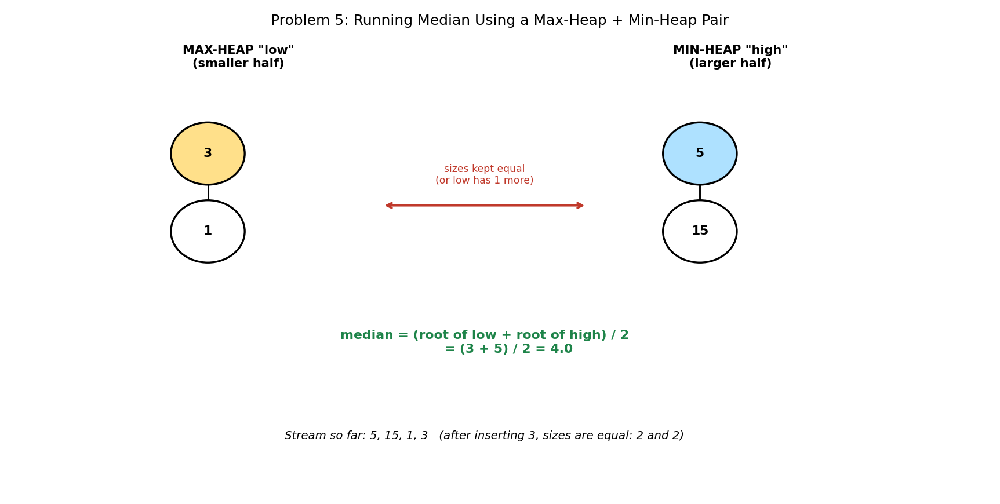 Problem 5: Running Median Using a Max-Heap + Min-Heap Pair
MAX-HEAP "low"
(smaller half)
MIN-HEAP "high"
(larger half)
3
5
sizes kept equal
(or low has 1 more)
1
15
median = (root of low + root of high) / 2
= (3 + 5) / 2 = 4.0
Stream so far: 5, 15, 1, 3   (after inserting 3, sizes are equal: 2 and 2)